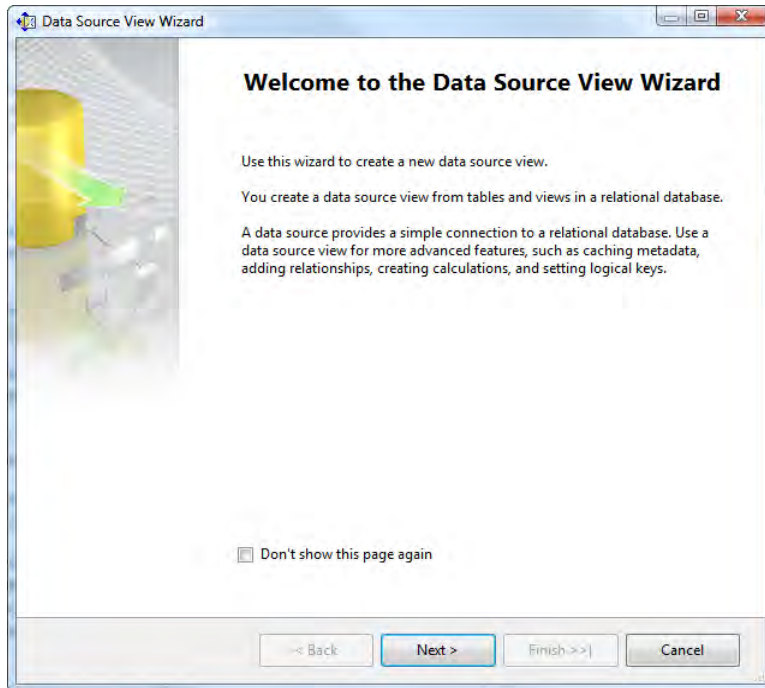 Data Source View Wizard
Welcome to the Data Source View Wizard
Use this wizard to create a new data source view.
You create a data source view from tables and views in a relational database.
A data source provides a simple connection to a relational database. Use a
data source view for more advanced features, such as caching metadata,
adding relationships, creating calculations, and setting logical keys.
Don't show this page again
< Back Next > Finish >>| Cancel